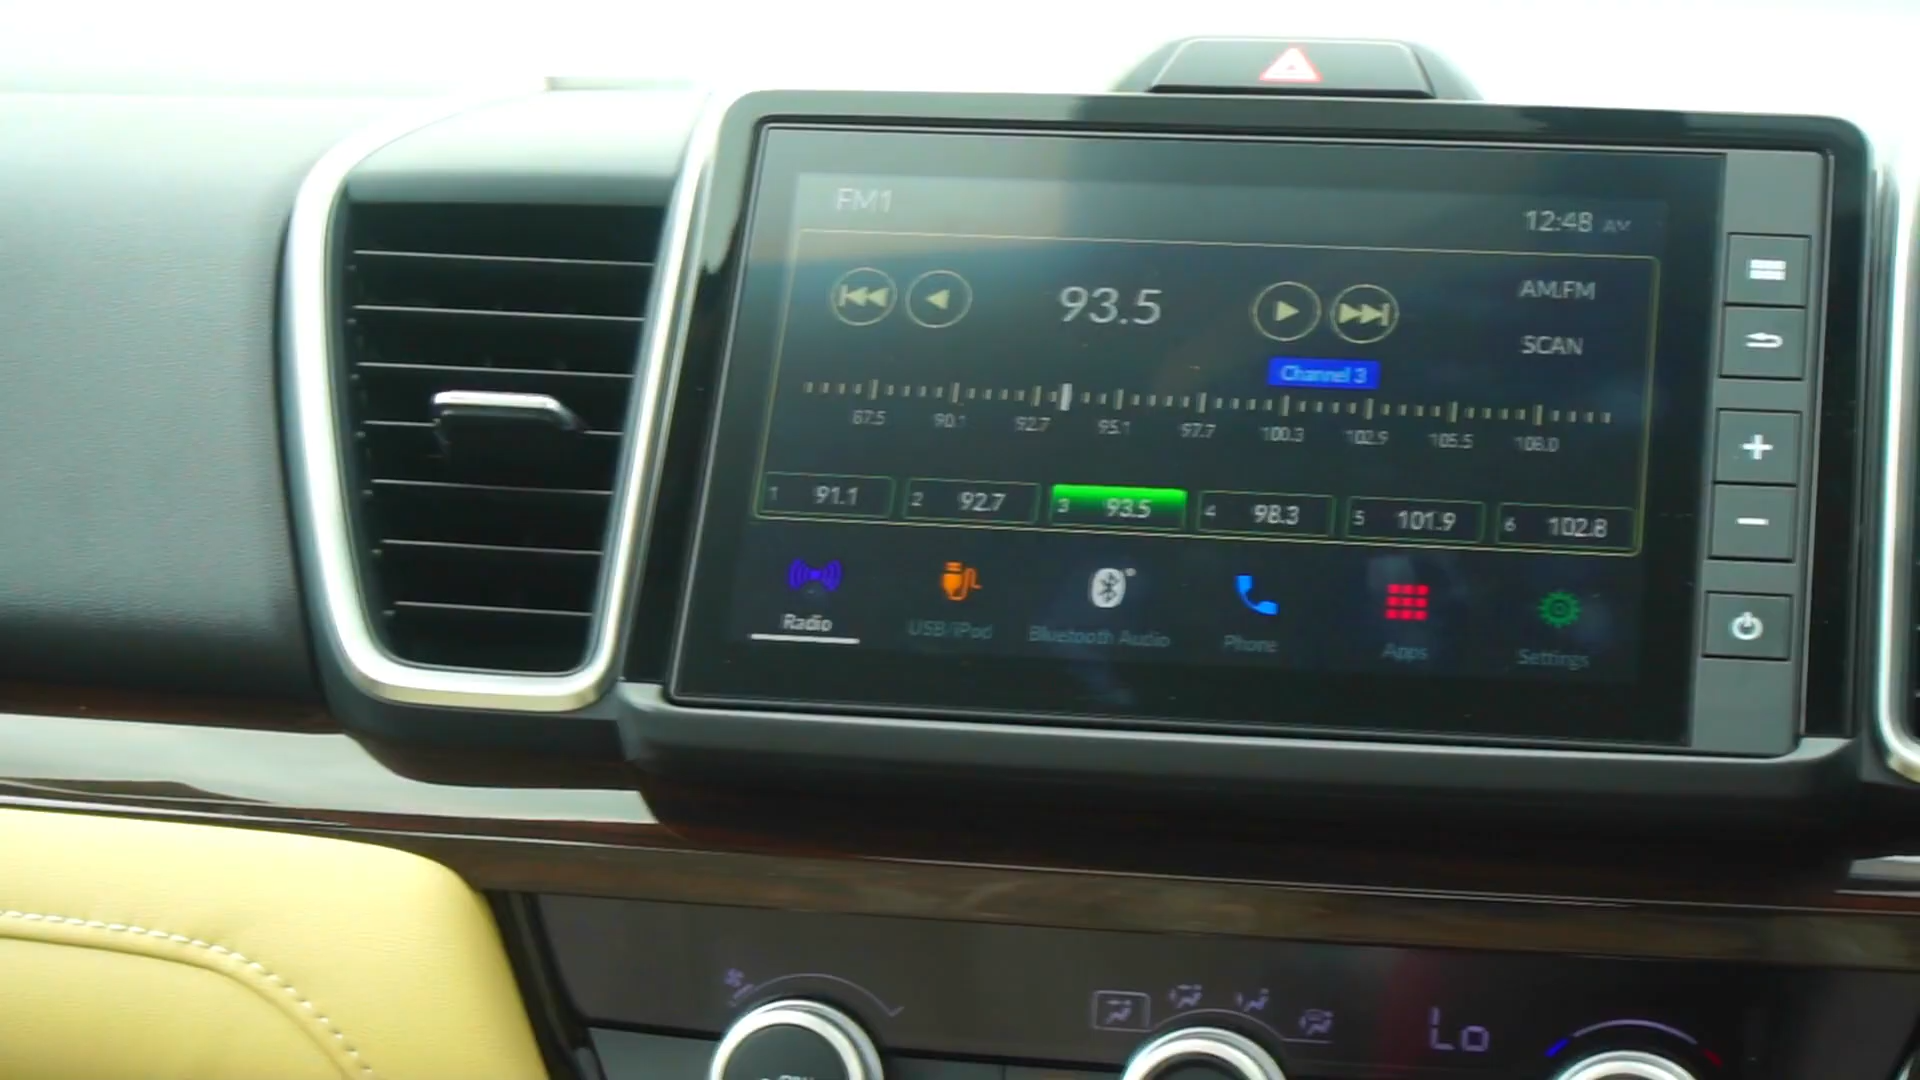 FM1
12:48 AM
93.5
AM.FM
SCAN
Channel 3
87.5 90.1 92.7 95.1 97.7 100.3 102.9 105.5 108.0
1 91.1 2 92.7 3 93.5 4 98.3 5 101.9 6 102.8
Radio USB/iPod Bluetooth Audio Phone Apps Settings
Lo